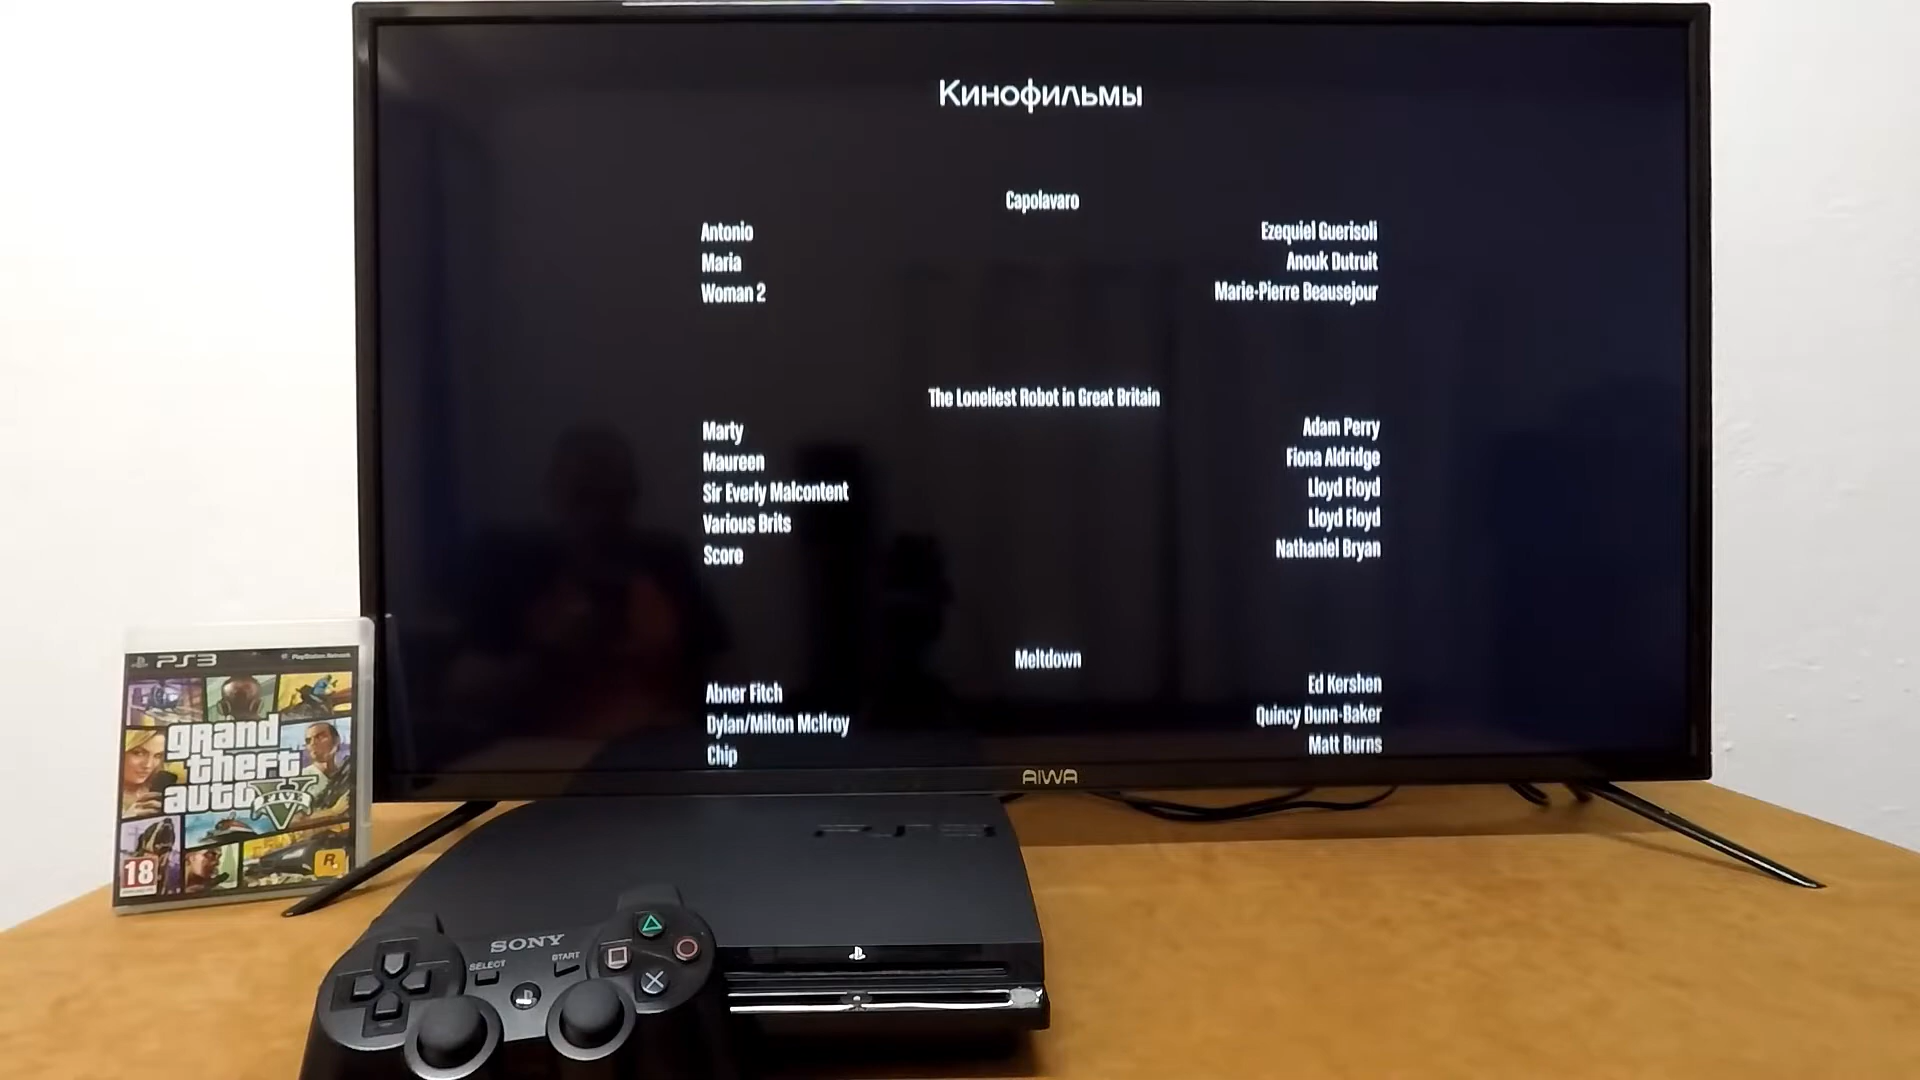 Кинофильмы
Capolavaro
Antonio Ezequiel Guerisoli
Maria Anouk Dutruit
Woman 2 Marie-Pierre Beausejour
The Loneliest Robot in Great Britain
Marty Adam Perry
Maureen Fiona Aldridge
Sir Everly Malcontent Lloyd Floyd
Various Brits Lloyd Floyd
Score Nathaniel Bryan
Meltdown
Abner Fitch Ed Kershen
Dylan/Milton McIlroy Quincy Dunn-Baker
Chip Matt Burns
AIWA
PS3 PlayStation Network
grand
theft
auto V
FIVE
18
R
PS3
SONY
SELECT START